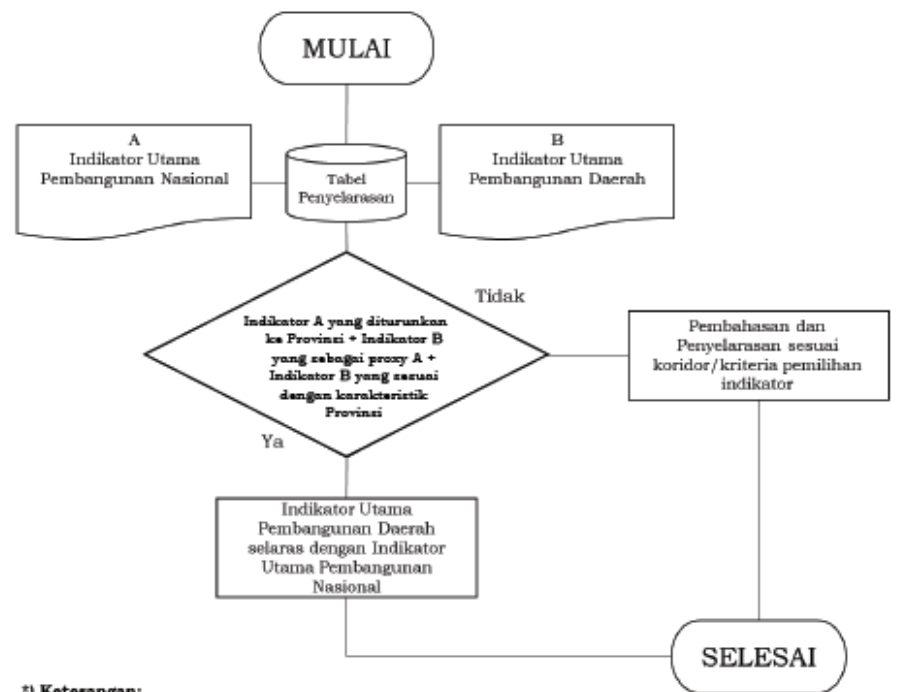 MULAI
A
Indikator Utama
Pembangunan Nasional
Tabel
Penyelarasan
B
Indikator Utama
Pembangunan Daerah
Tidak
Indikator A yang diturunkan
ke Provinsi + Indikator B
yang sebagai proxy A +
Indikator B yang sesuai
dengan karakteristik
Provinsi
Pembahasan dan
Penyelarasan sesuai
koridor/kriteria pemilihan
indikator
Ya
Indikator Utama
Pembangunan Daerah
selaras dengan Indikator
Utama Pembangunan
Nasional
SELESAI
*) Keterangan: